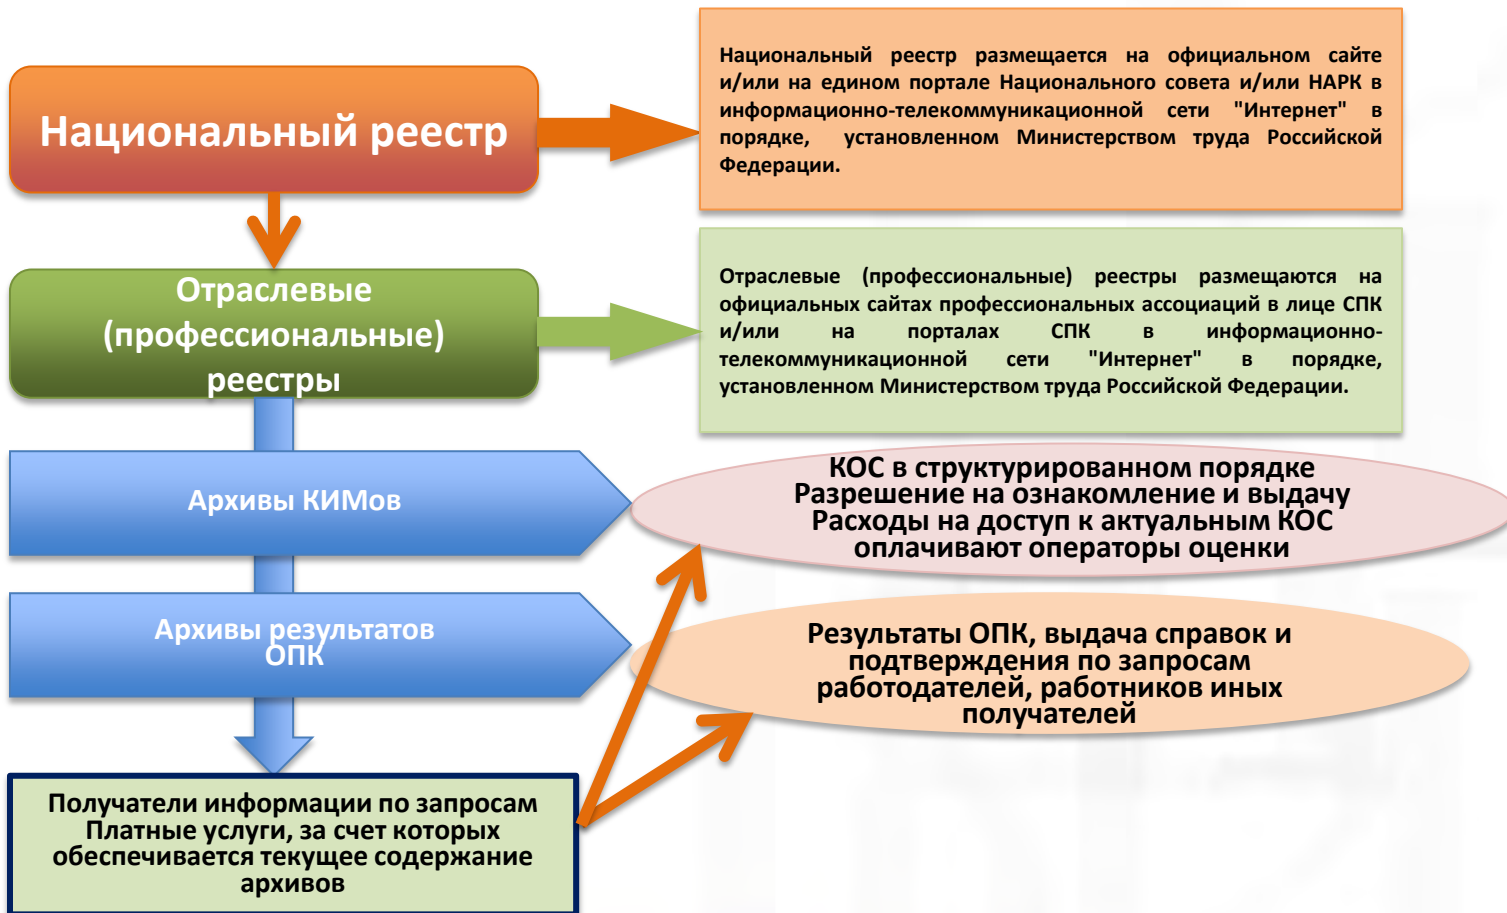 Национальный реестр
Национальный реестр размещается на официальном сайте
и/или на едином портале Национального совета и/или НАРК в
информационно-телекоммуникационной сети "Интернет" в
порядке, установленном Министерством труда Российской
Федерации.
Отраслевые
(профессиональные)
реестры
Отраслевые (профессиональные) реестры размещаются на
официальных сайтах профессиональных ассоциаций в лице СПК
и/или на порталах СПК в информационно-
телекоммуникационной сети "Интернет" в порядке,
установленном Министерством труда Российской Федерации.
Архивы КИМов
КОС в структурированном порядке
Разрешение на ознакомление и выдачу
Расходы на доступ к актуальным КОС
оплачивают операторы оценки
Архивы результатов
ОПК
Результаты ОПК, выдача справок и
подтверждения по запросам
работодателей, работников иных
получателей
Получатели информации по запросам
Платные услуги, за счет которых
обеспечивается текущее содержание
архивов